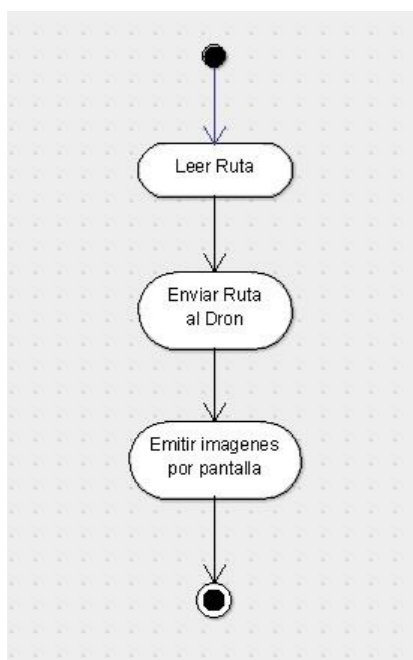 Leer Ruta
Enviar Ruta
al Dron
Emitir imagenes
por pantalla